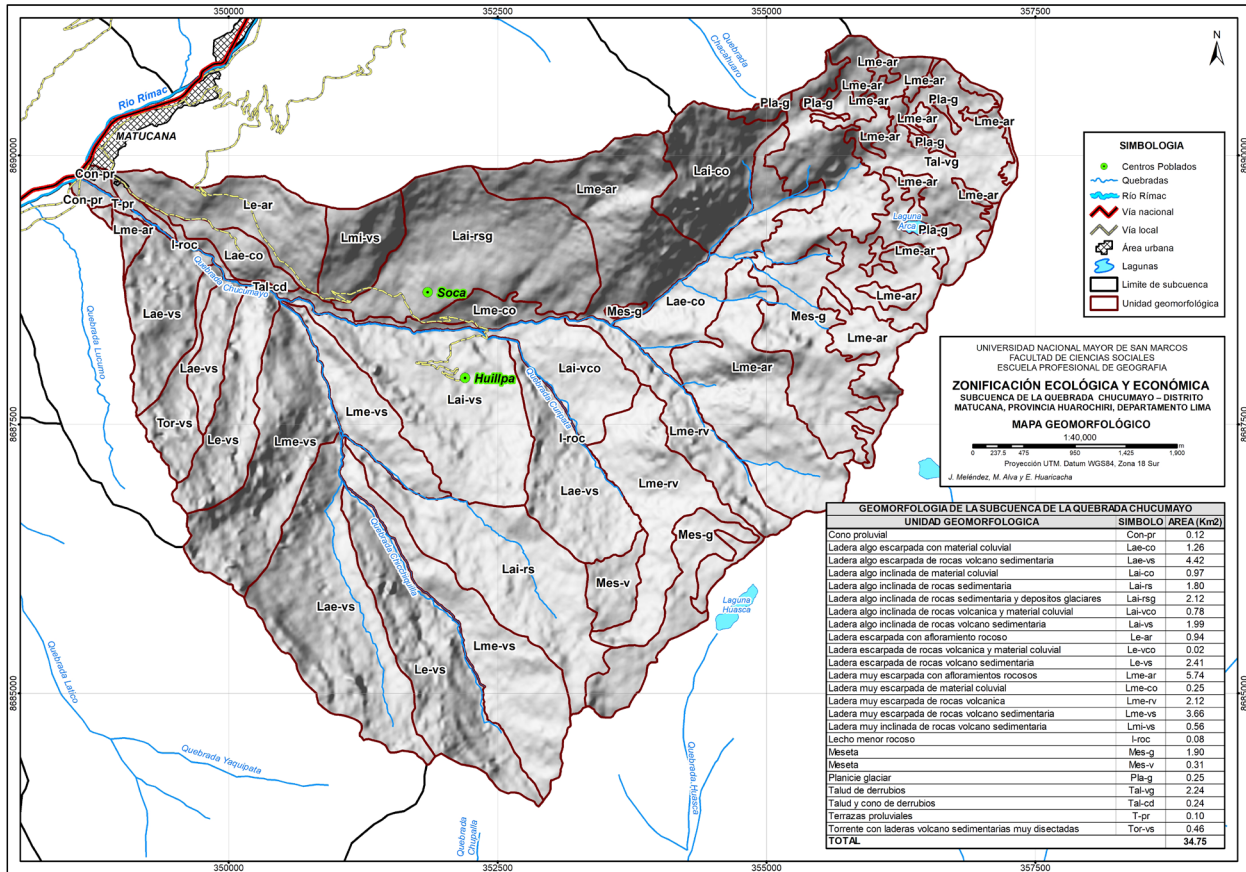 350000
352500
355000
357500
8690000
8687500
8685000
N
Río Rímac
MATUCANA
Quebrada Chacahuaro
Con-pr
Con-pr
T-pr
Lme-ar
Le-ar
I-roc
Lae-co
Lmi-vs
Lai-rsg
Lme-ar
Lai-co
Pla-g
Pla-g
Lme-ar
Lme-ar
Lme-ar
Lme-ar
Pla-g
Lme-ar
Lme-ar
Lme-ar
Pla-g
Tal-vg
Lme-ar
Lme-ar
Laguna Arca
Pla-g
Lme-ar
Lme-ar
Lme-ar
Mes-g
Quebrada Chucumayo
Tal-cd
Soca
Lme-co
Mes-g
Lae-co
Lme-ar
Huillpa
Lai-vs
Lai-vco
Quebrada Curipata
I-roc
Lme-rv
Lme-rv
Lae-vs
Lae-vs
Lae-vs
Tor-vs
Le-vs
Lme-vs
Lme-vs
Quebrada Lucumo
Quebrada Chicchiquilla
Lai-rs
Mes-g
Mes-v
Lae-vs
Le-vs
Lme-vs
Laguna Huasca
Quebrada Latico
Quebrada Yaquipata
Quebrada Chupalla
Quebrada Huasca
SIMBOLOGIA
Centros Poblados
Quebradas
Río Rímac
Vía nacional
Vía local
Área urbana
Lagunas
Limite de subcuenca
Unidad geomorfológica
UNIVERSIDAD NACIONAL MAYOR DE SAN MARCOS
FACULTAD DE CIENCIAS SOCIALES
ESCUELA PROFESIONAL DE GEOGRAFIA
ZONIFICACIÓN ECOLÓGICA Y ECONÓMICA
SUBCUENCA DE LA QUEBRADA CHUCUMAYO – DISTRITO
MATUCANA, PROVINCIA HUAROCHIRI, DEPARTAMENTO LIMA
MAPA GEOMORFOLÓGICO
1:40,000
0 237.5 475 950 1,425 1,900 m
Proyección UTM. Datum WGS84, Zona 18 Sur
J. Meléndez, M. Alva y E. Huaricacha
GEOMORFOLOGIA DE LA SUBCUENCA DE LA QUEBRADA CHUCUMAYO
UNIDAD GEOMORFOLOGICA SIMBOLO AREA (Km2)
Cono proluvial Con-pr 0.12
Ladera algo escarpada con material coluvial Lae-co 1.26
Ladera algo escarpada de rocas volcano sedimentaria Lae-vs 4.42
Ladera algo inclinada de material coluvial Lai-co 0.97
Ladera algo inclinada de rocas sedimentaria Lai-rs 1.80
Ladera algo inclinada de rocas sedimentaria y depositos glaciares Lai-rsg 2.12
Ladera algo inclinada de rocas volcanica y material coluvial Lai-vco 0.78
Ladera algo inclinada de rocas volcano sedimentaria Lai-vs 1.99
Ladera escarpada con afloramiento rocoso Le-ar 0.94
Ladera escarpada de rocas volcanica y material coluvial Le-vco 0.02
Ladera escarpada de rocas volcano sedimentaria Le-vs 2.41
Ladera muy escarpada con afloramientos rocosos Lme-ar 5.74
Ladera muy escarpada de material coluvial Lme-co 0.25
Ladera muy escarpada de rocas volcanica Lme-rv 2.12
Ladera muy escarpada de rocas volcano sedimentaria Lme-vs 3.66
Ladera muy inclinada de rocas volcano sedimentaria Lmi-vs 0.56
Lecho menor rocoso l-roc 0.08
Meseta Mes-g 1.90
Meseta Mes-v 0.31
Planicie glaciar Pla-g 0.25
Talud de derrubios Tal-vg 2.24
Talud y cono de derrubios Tal-cd 0.24
Terrazas proluviales T-pr 0.10
Torrente con laderas volcano sedimentarias muy disectadas Tor-vs 0.46
TOTAL 34.75
350000
352500
355000
357500
8690000
8687500
8685000